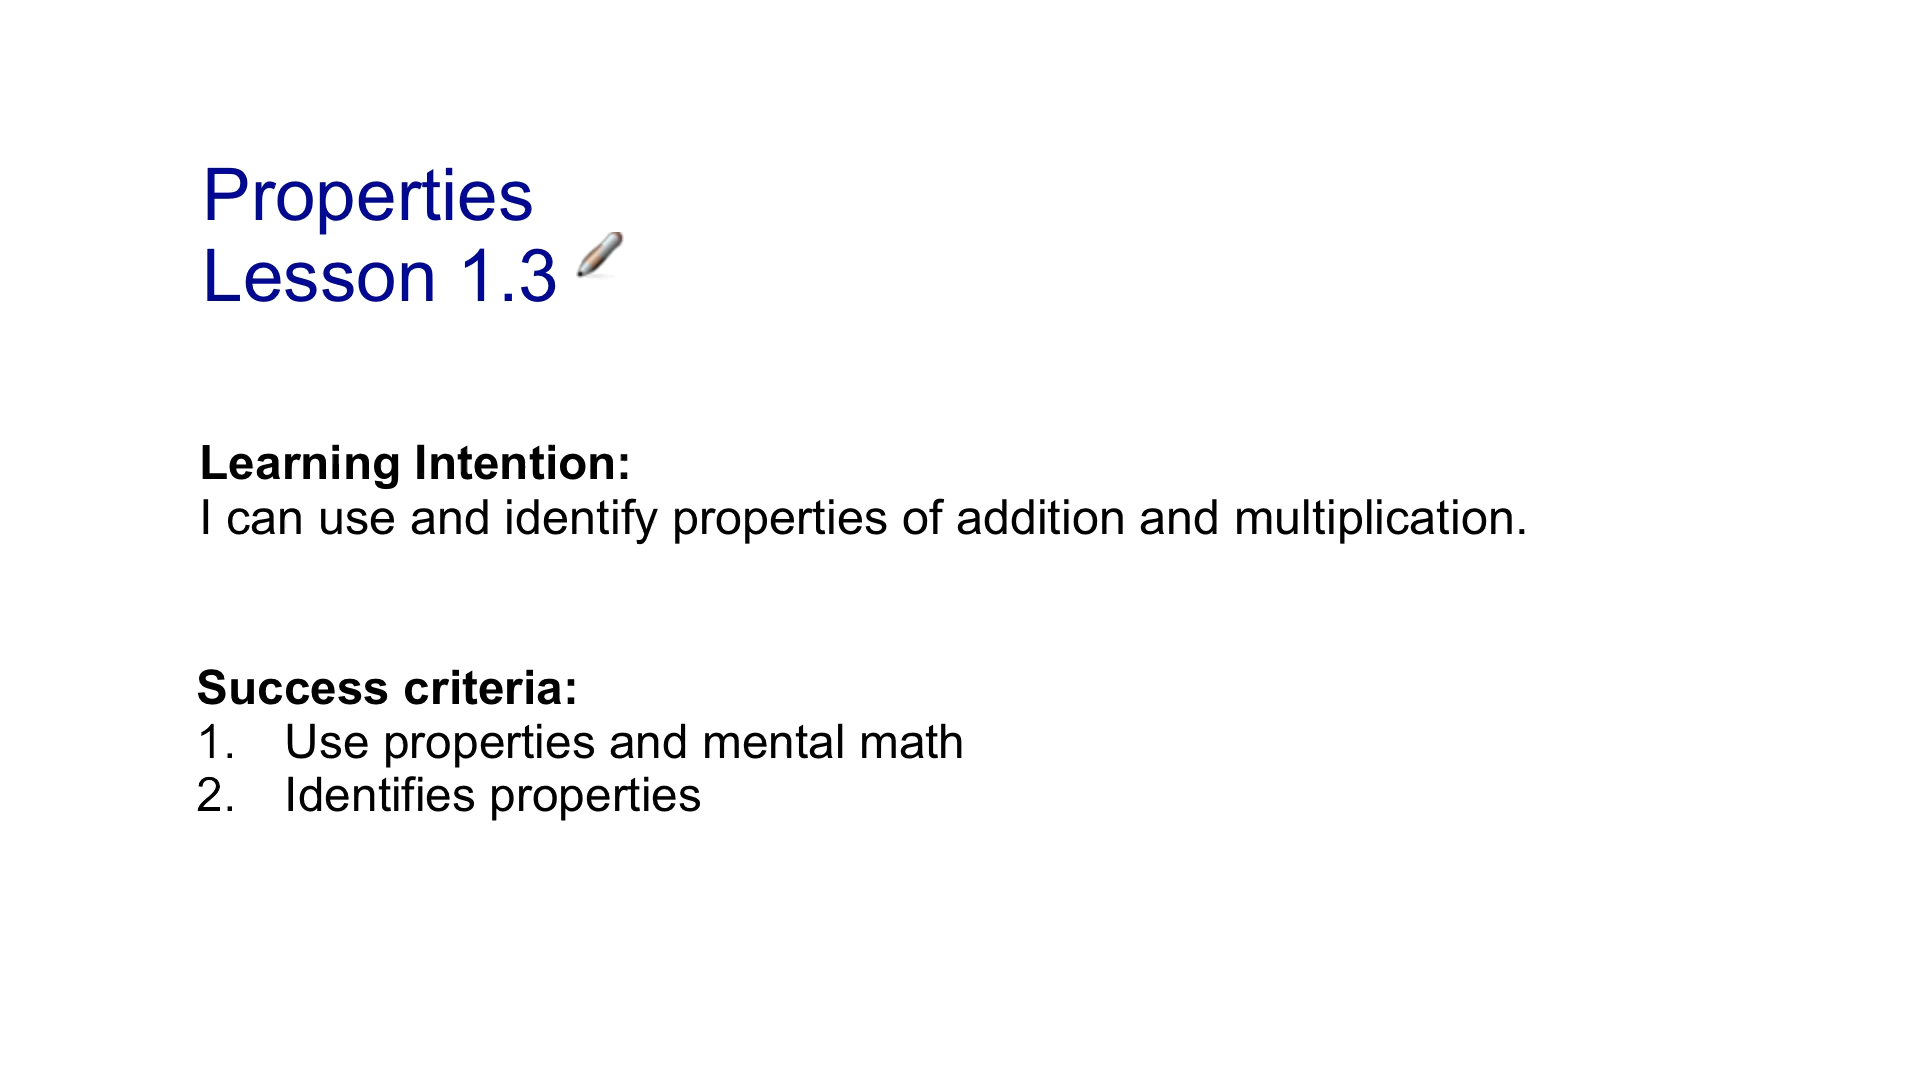 Properties
Lesson 1.3
Learning Intention:
I can use and identify properties of addition and multiplication.
Success criteria:
1. Use properties and mental math
2. Identifies properties